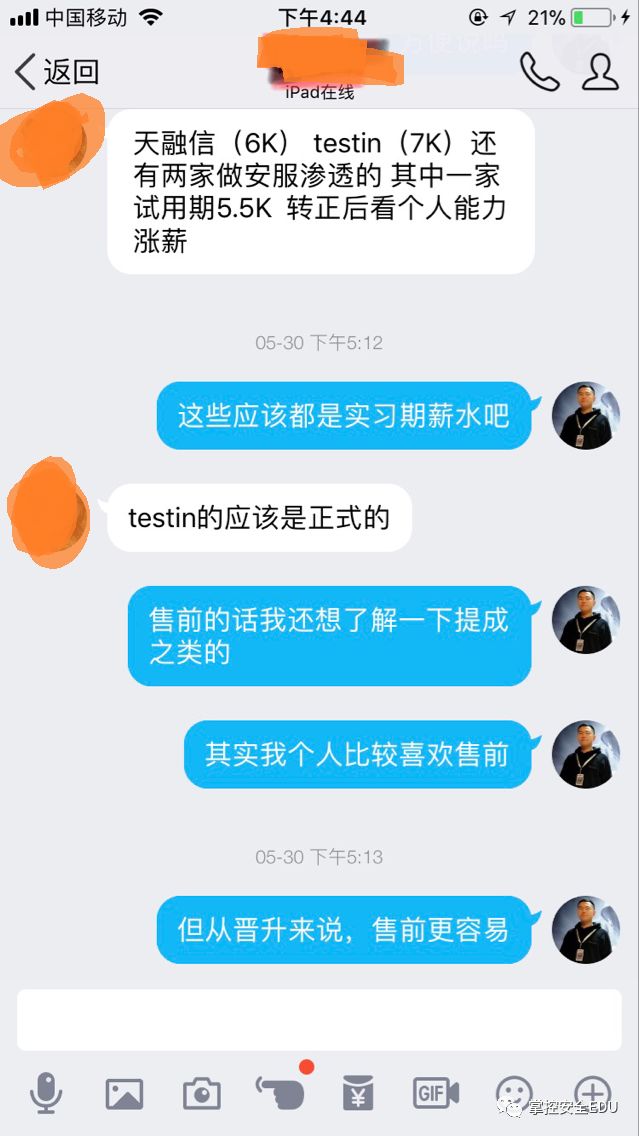 中国移动
下午4:44
21%
返回
方便说吗
iPad在线
天融信（6K） testin（7K）还
有两家做安服渗透的 其中一家
试用期5.5K 转正后看个人能力
涨薪
05-30 下午5:12
这些应该都是实习期薪水吧
testin的应该是正式的
售前的话我还想了解一下提成
之类的
其实我个人比较喜欢售前
05-30 下午5:13
但从晋升来说，售前更容易
GIF
掌控安全EDU